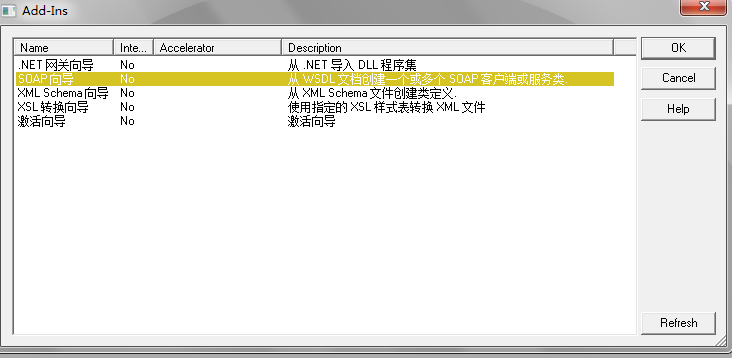 Add-Ins
Name Inte... Accelerator Description
.NET 网关向导 No 从 .NET 导入 DLL 程序集
SOAP 向导 No 从 WSDL 文档创建一个或多个 SOAP 客户端或服务类.
XML Schema 向导 No 从 XML Schema 文件创建类定义.
XSL 转换向导 No 使用指定的 XSL 样式表转换 XML 文件
激活向导 No 激活向导
OK
Cancel
Help
Refresh